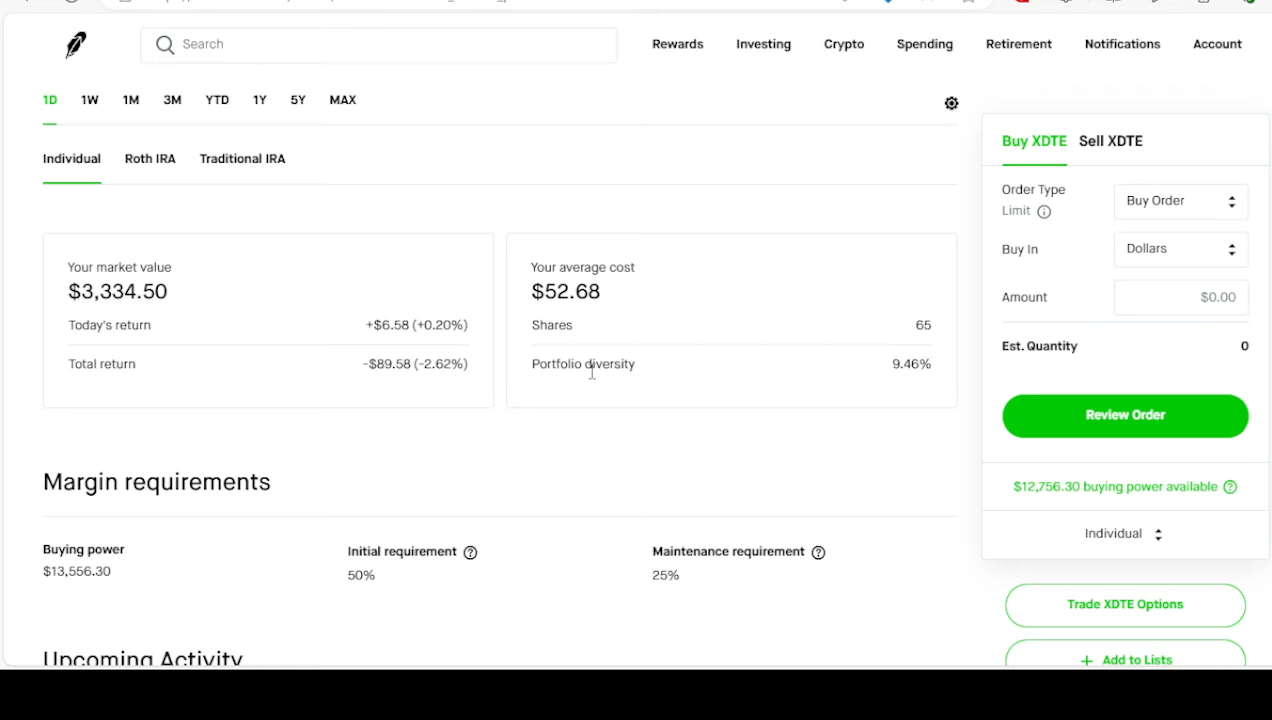 Search
Rewards Investing Crypto Spending Retirement Notifications Account
1D 1W 1M 3M YTD 1Y 5Y MAX
Individual Roth IRA Traditional IRA
Your market value
$3,334.50
Today's return +$6.58 (+0.20%)
Total return -$89.58 (-2.62%)
Your average cost
$52.68
Shares 65
Portfolio diversity 9.46%
Margin requirements
Buying power
$13,556.30
Initial requirement
50%
Maintenance requirement
25%
Upcoming Activity
Buy XDTE Sell XDTE
Order Type
Limit
Buy Order
Buy In Dollars
Amount $0.00
Est. Quantity 0
Review Order
$12,756.30 buying power available
Individual
Trade XDTE Options
+ Add to Lists